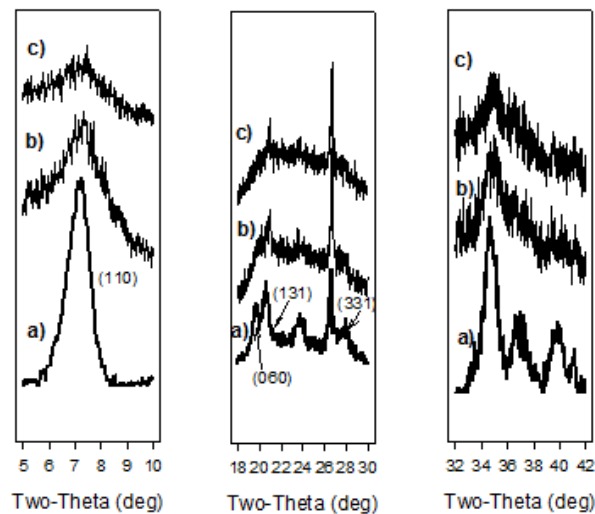 c)
b)
(110)
a)
5 6 7 8 9 10
Two-Theta (deg)
c)
b)
(131)
(331)
a)
(060)
18 20 22 24 26 28 30
Two-Theta (deg)
c)
b)
a)
32 34 36 38 40 42
Two-Theta (deg)